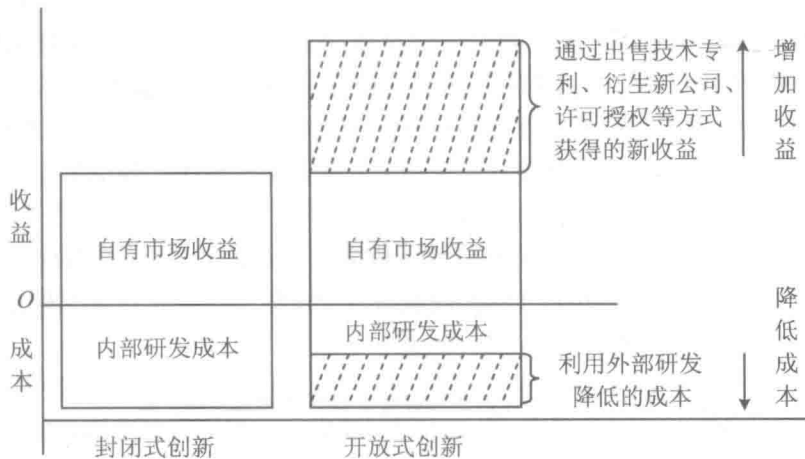 通过出售技术专
利、衍生新公司、
许可授权等方式
获得的新收益
增加收益
收益
自有市场收益
自有市场收益
O
成本
内部研发成本
内部研发成本
利用外部研发
降低的成本
降低成本
封闭式创新
开放式创新